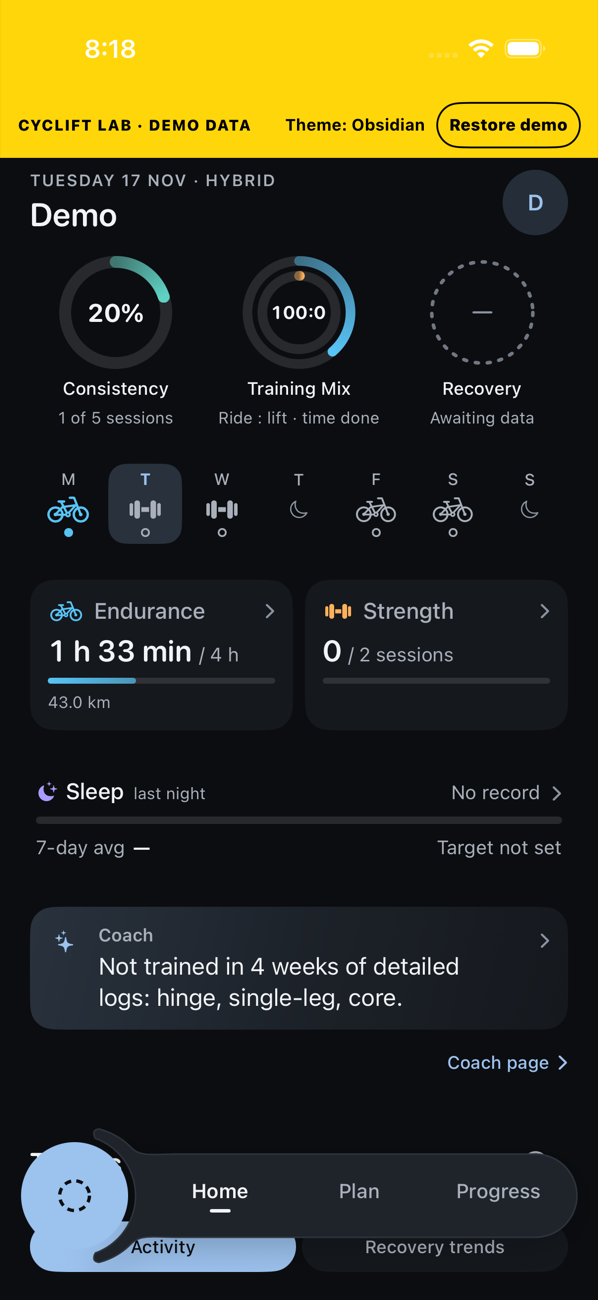 8:18
CYCLIFT LAB · DEMO DATA
Theme: Obsidian
Restore demo
TUESDAY 17 NOV · HYBRID
Demo
D
20%
100:0
—
Consistency
Training Mix
Recovery
1 of 5 sessions
Ride : lift · time done
Awaiting data
M T W T F S S
Endurance
1 h 33 min / 4 h
43.0 km
Strength
0 / 2 sessions
Sleep last night
No record
7-day avg —
Target not set
Coach
Not trained in 4 weeks of detailed
logs: hinge, single-leg, core.
Coach page
Home
Plan
Progress
Activity
Recovery trends